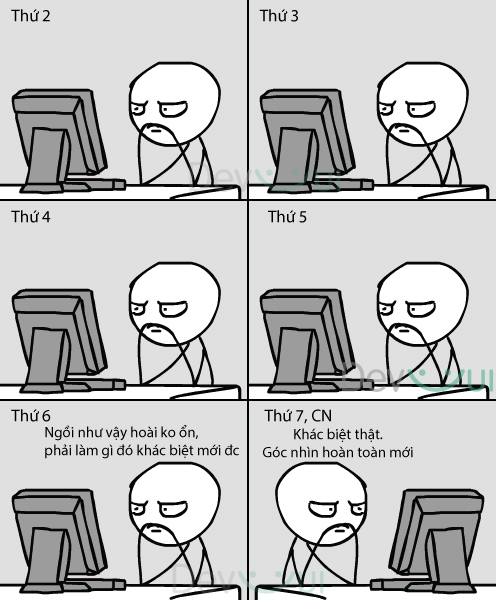 Thứ 2
Thứ 3
Thứ 4
Thứ 5
Thứ 6
Ngồi như vậy hoài ko ổn,
phải làm gì đó khác biệt mới đc
Thứ 7, CN
Khác biệt thật.
Góc nhìn hoàn toàn mới